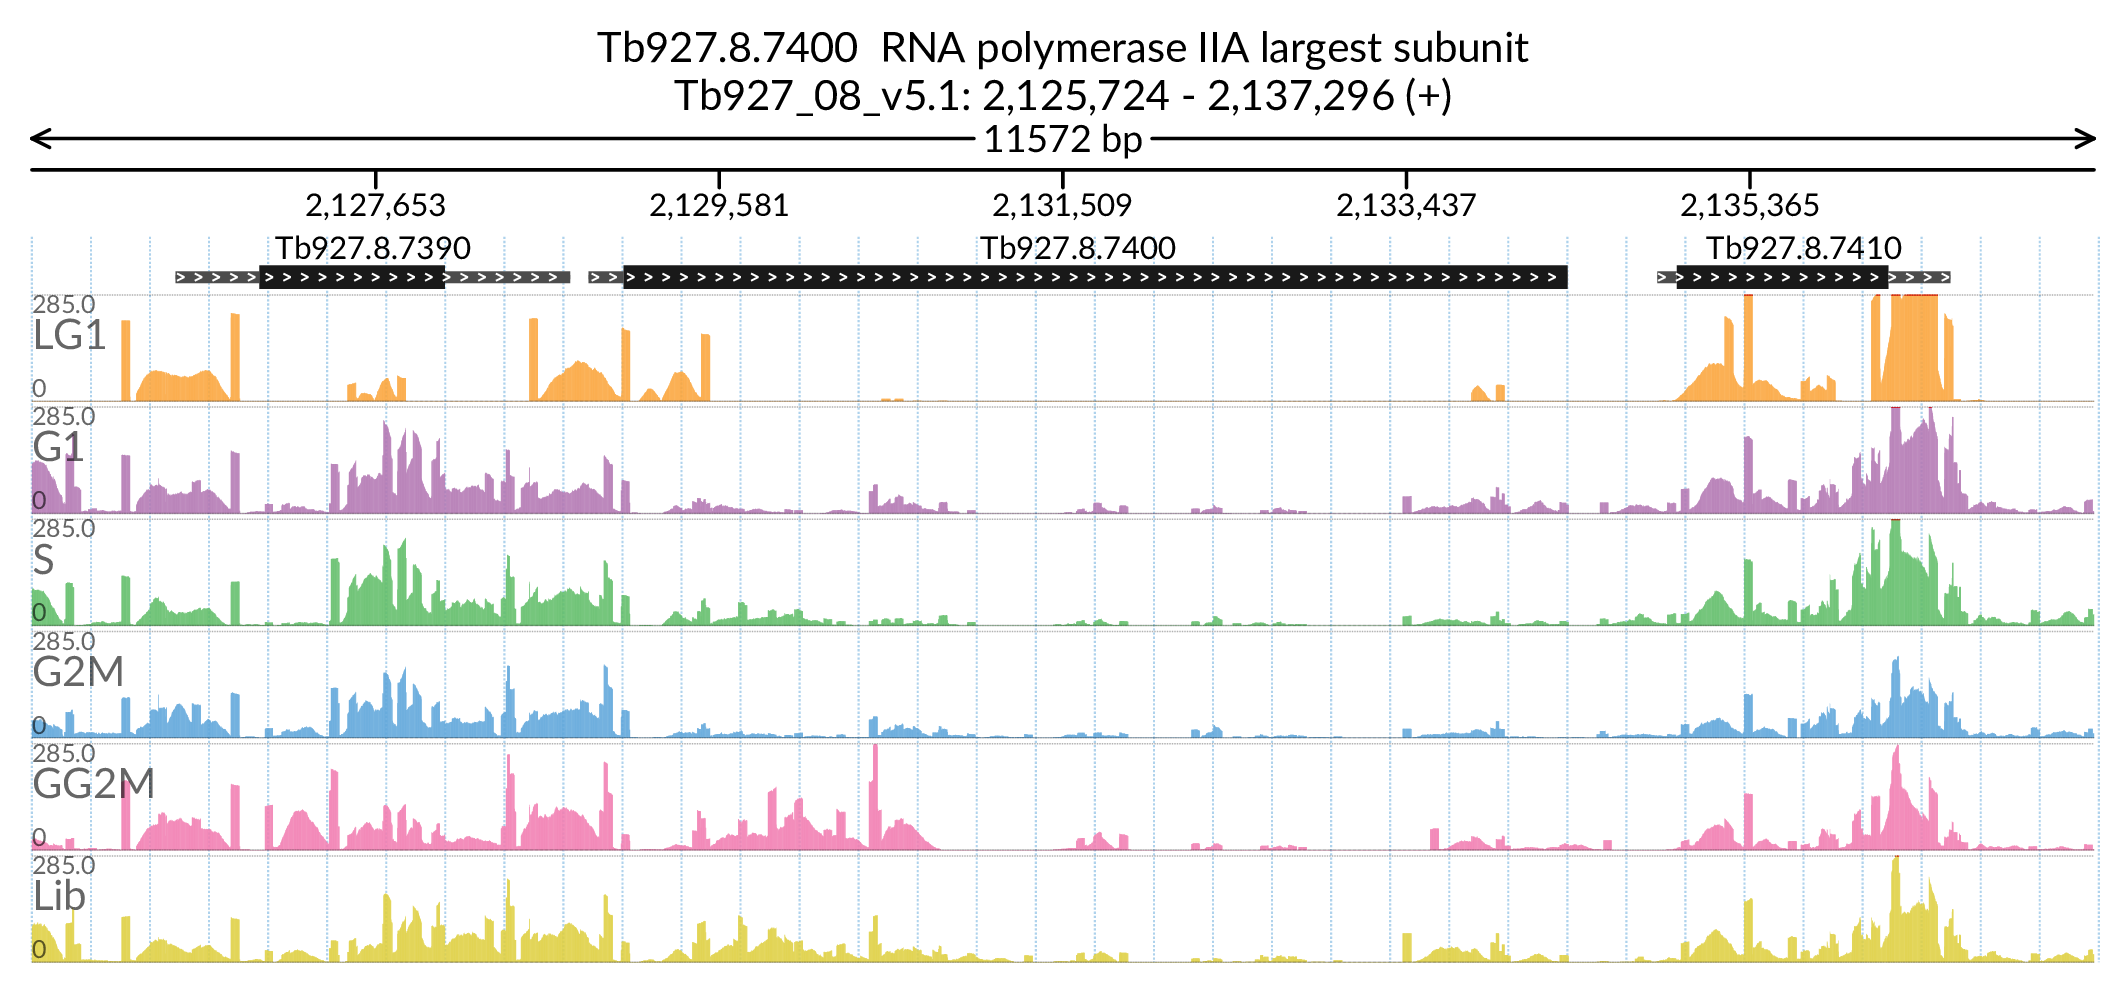 Tb927.8.7400 RNA polymerase IIA largest subunit
Tb927_08_v5.1: 2,125,724 - 2,137,296 (+)
11572 bp
2,127,653 2,129,581 2,131,509 2,133,437 2,135,365
Tb927.8.7390 Tb927.8.7400 Tb927.8.7410
285.0
LG1
0
285.0
G1
0
285.0
S
0
285.0
G2M
0
285.0
GG2M
0
285.0
Lib
0